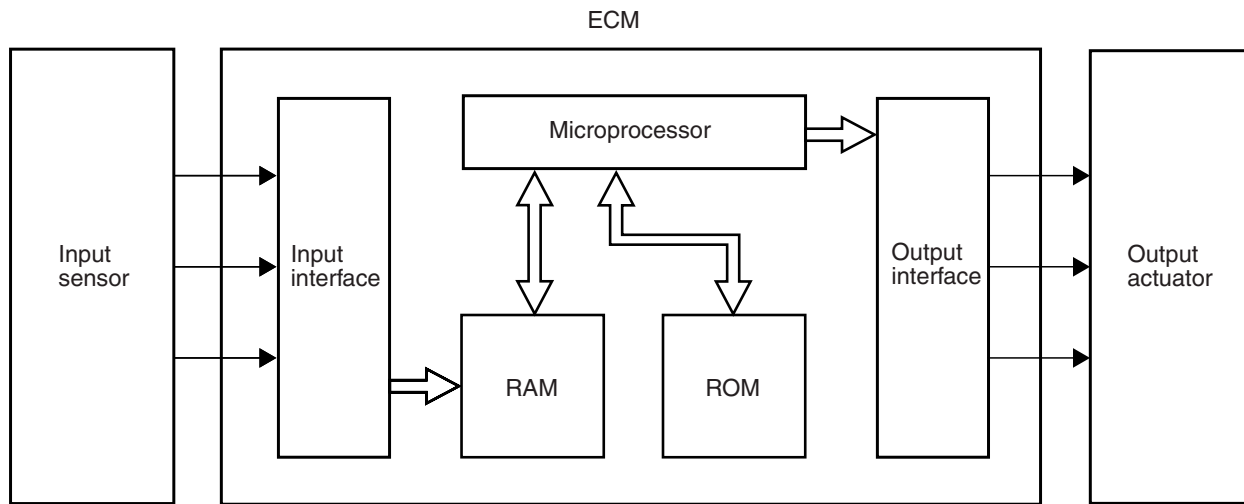 ECM
Input
sensor
Input
interface
Microprocessor
RAM
ROM
Output
interface
Output
actuator